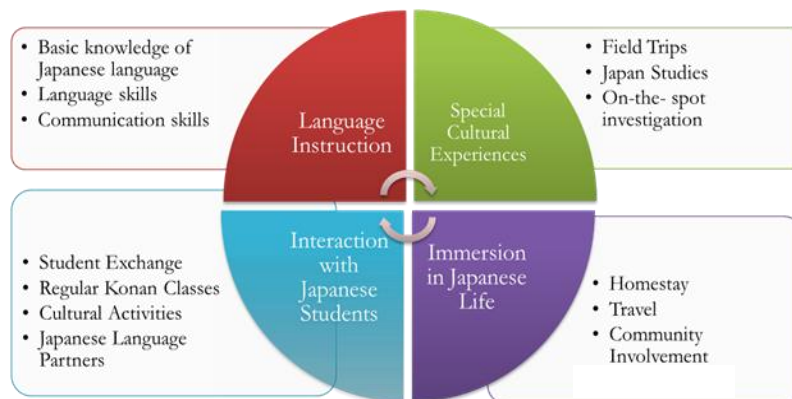 • Basic knowledge of
Japanese language
• Language skills
• Communication skills
Language
Instruction
Special
Cultural
Experiences
• Field Trips
• Japan Studies
• On-the- spot
investigation
• Student Exchange
• Regular Konan Classes
• Cultural Activities
• Japanese Language
Partners
Interaction
with
Japanese
Students
Immersion
in Japanese
Life
• Homestay
• Travel
• Community
Involvement